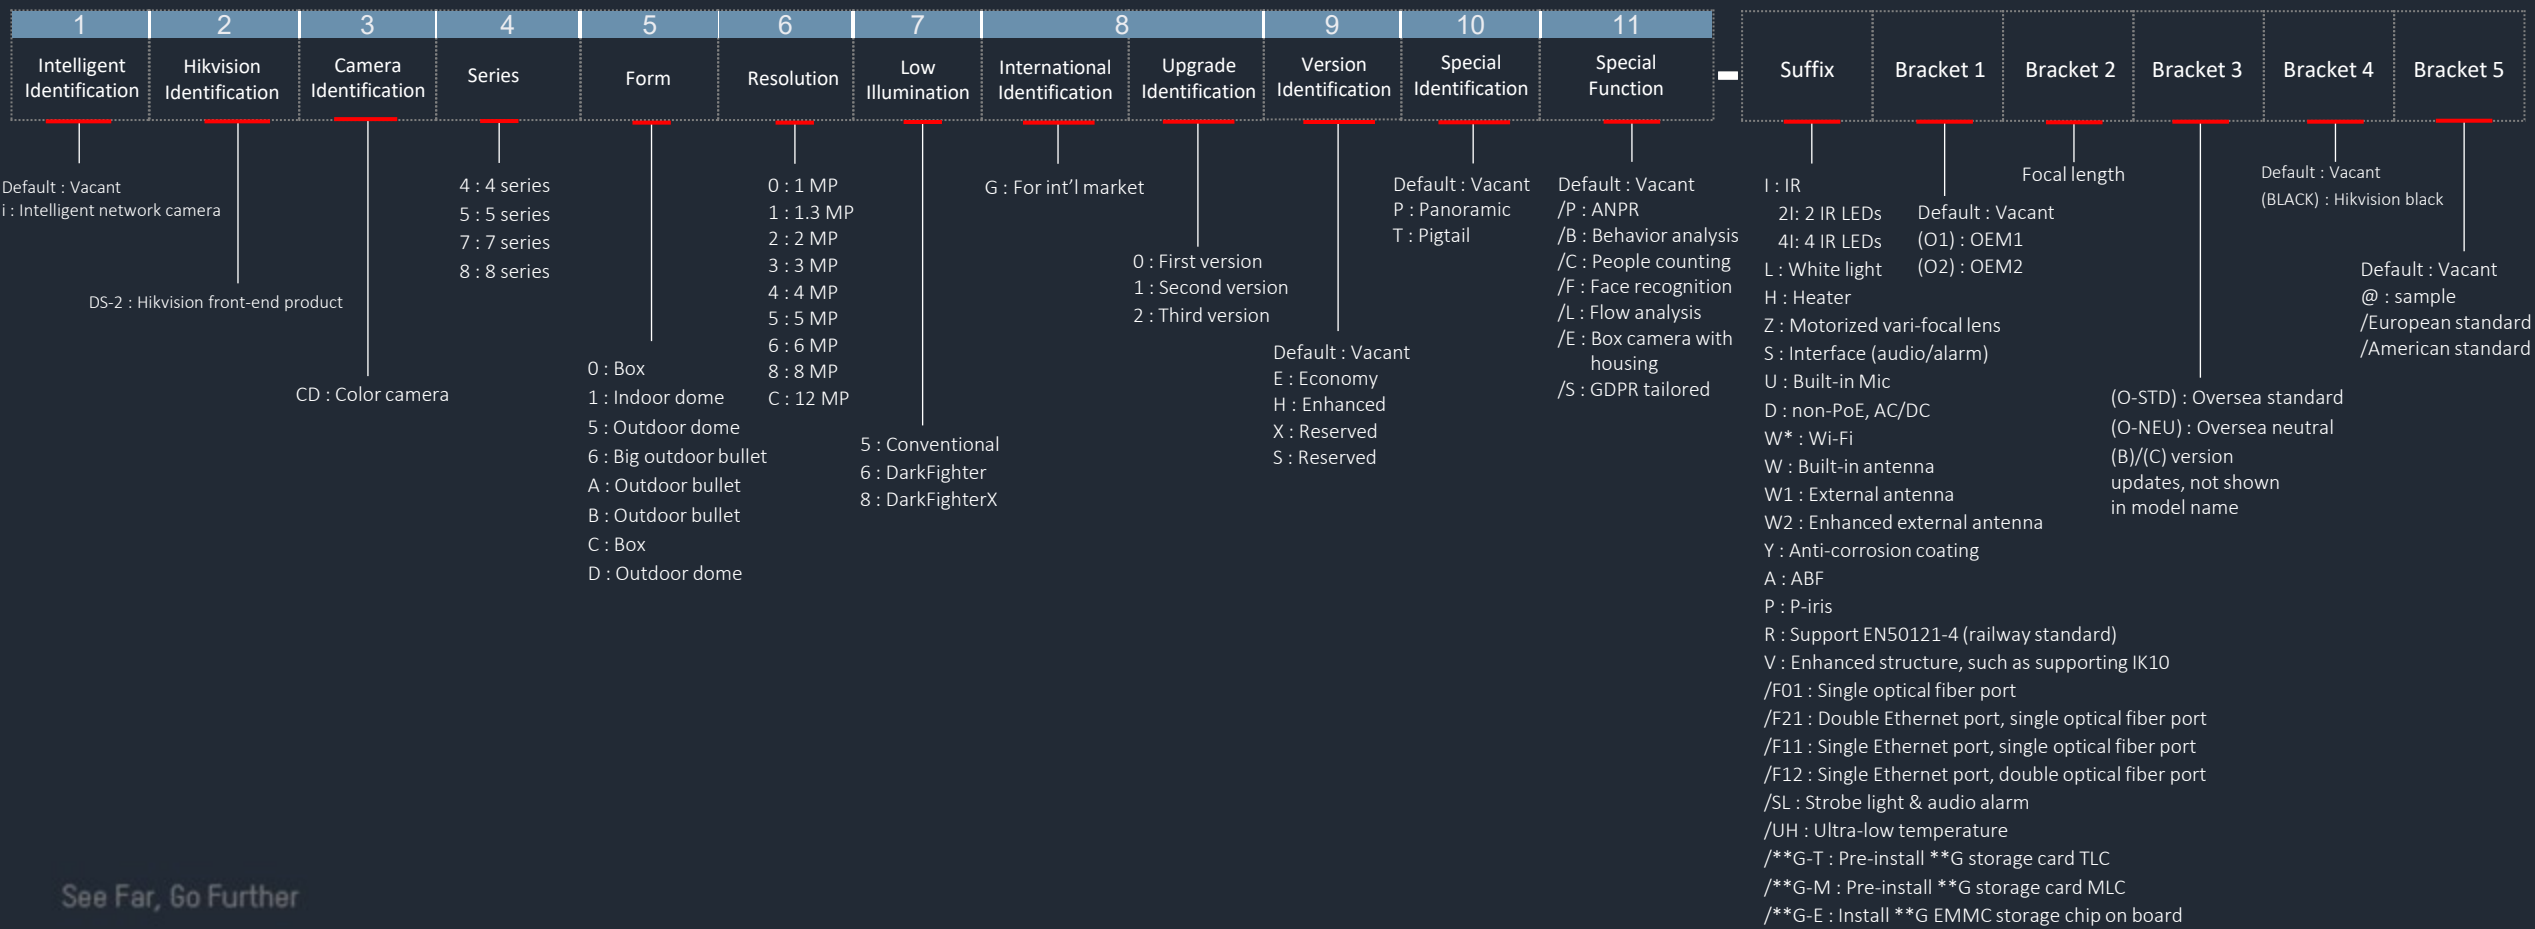 1
2
3
4
5
6
7
8
9
10
11
Intelligent
Identification
Hikvision
Identification
Camera
Identification
Series
Form
Resolution
Low
Illumination
International
Identification
Upgrade
Identification
Version
Identification
Special
Identification
Special
Function
-
Suffix
Bracket 1
Bracket 2
Bracket 3
Bracket 4
Bracket 5
Default : Vacant
i : Intelligent network camera
DS-2 : Hikvision front-end product
CD : Color camera
4 : 4 series
5 : 5 series
7 : 7 series
8 : 8 series
0 : Box
1 : Indoor dome
5 : Outdoor dome
6 : Big outdoor bullet
A : Outdoor bullet
B : Outdoor bullet
C : Box
D : Outdoor dome
0 : 1 MP
1 : 1.3 MP
2 : 2 MP
3 : 3 MP
4 : 4 MP
5 : 5 MP
6 : 6 MP
8 : 8 MP
C : 12 MP
5 : Conventional
6 : DarkFighter
8 : DarkFighterX
G : For int’l market
0 : First version
1 : Second version
2 : Third version
Default : Vacant
E : Economy
H : Enhanced
X : Reserved
S : Reserved
Default : Vacant
P : Panoramic
T : Pigtail
Default : Vacant
/P : ANPR
/B : Behavior analysis
/C : People counting
/F : Face recognition
/L : Flow analysis
/E : Box camera with
housing
/S : GDPR tailored
I : IR
2I: 2 IR LEDs
4I: 4 IR LEDs
L : White light
H : Heater
Z : Motorized vari-focal lens
S : Interface (audio/alarm)
U : Built-in Mic
D : non-PoE, AC/DC
W* : Wi-Fi
W : Built-in antenna
W1 : External antenna
W2 : Enhanced external antenna
Y : Anti-corrosion coating
A : ABF
P : P-iris
R : Support EN50121-4 (railway standard)
V : Enhanced structure, such as supporting IK10
/F01 : Single optical fiber port
/F21 : Double Ethernet port, single optical fiber port
/F11 : Single Ethernet port, single optical fiber port
/F12 : Single Ethernet port, double optical fiber port
/SL : Strobe light & audio alarm
/UH : Ultra-low temperature
/**G-T : Pre-install **G storage card TLC
/**G-M : Pre-install **G storage card MLC
/**G-E : Install **G EMMC storage chip on board
Default : Vacant
(O1) : OEM1
(O2) : OEM2
Focal length
(O-STD) : Oversea standard
(O-NEU) : Oversea neutral
(B)/(C) version
updates, not shown
in model name
Default : Vacant
(BLACK) : Hikvision black
Default : Vacant
@ : sample
/European standard
/American standard
See Far, Go Further